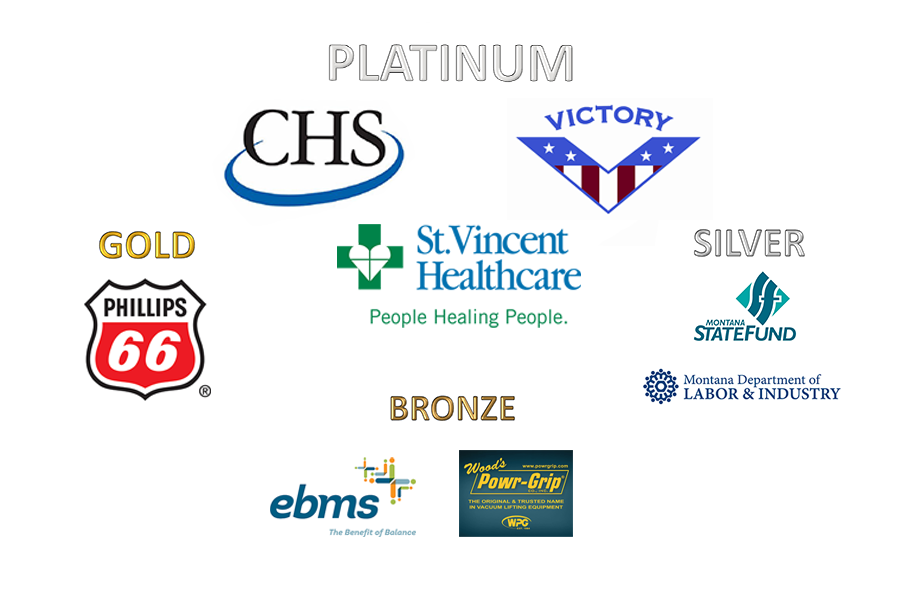 PLATINUM
CHS
VICTORY
St.Vincent
Healthcare
People Healing People.
GOLD
PHILLIPS
66
®
SILVER
MONTANA
STATEFUND
Montana Department of
LABOR & INDUSTRY
BRONZE
ebms
The Benefit of Balance
Wood's www.powrgrip.com
Powr-Grip
THE ORIGINAL & TRUSTED NAME
IN VACUUM LIFTING EQUIPMENT
WPG